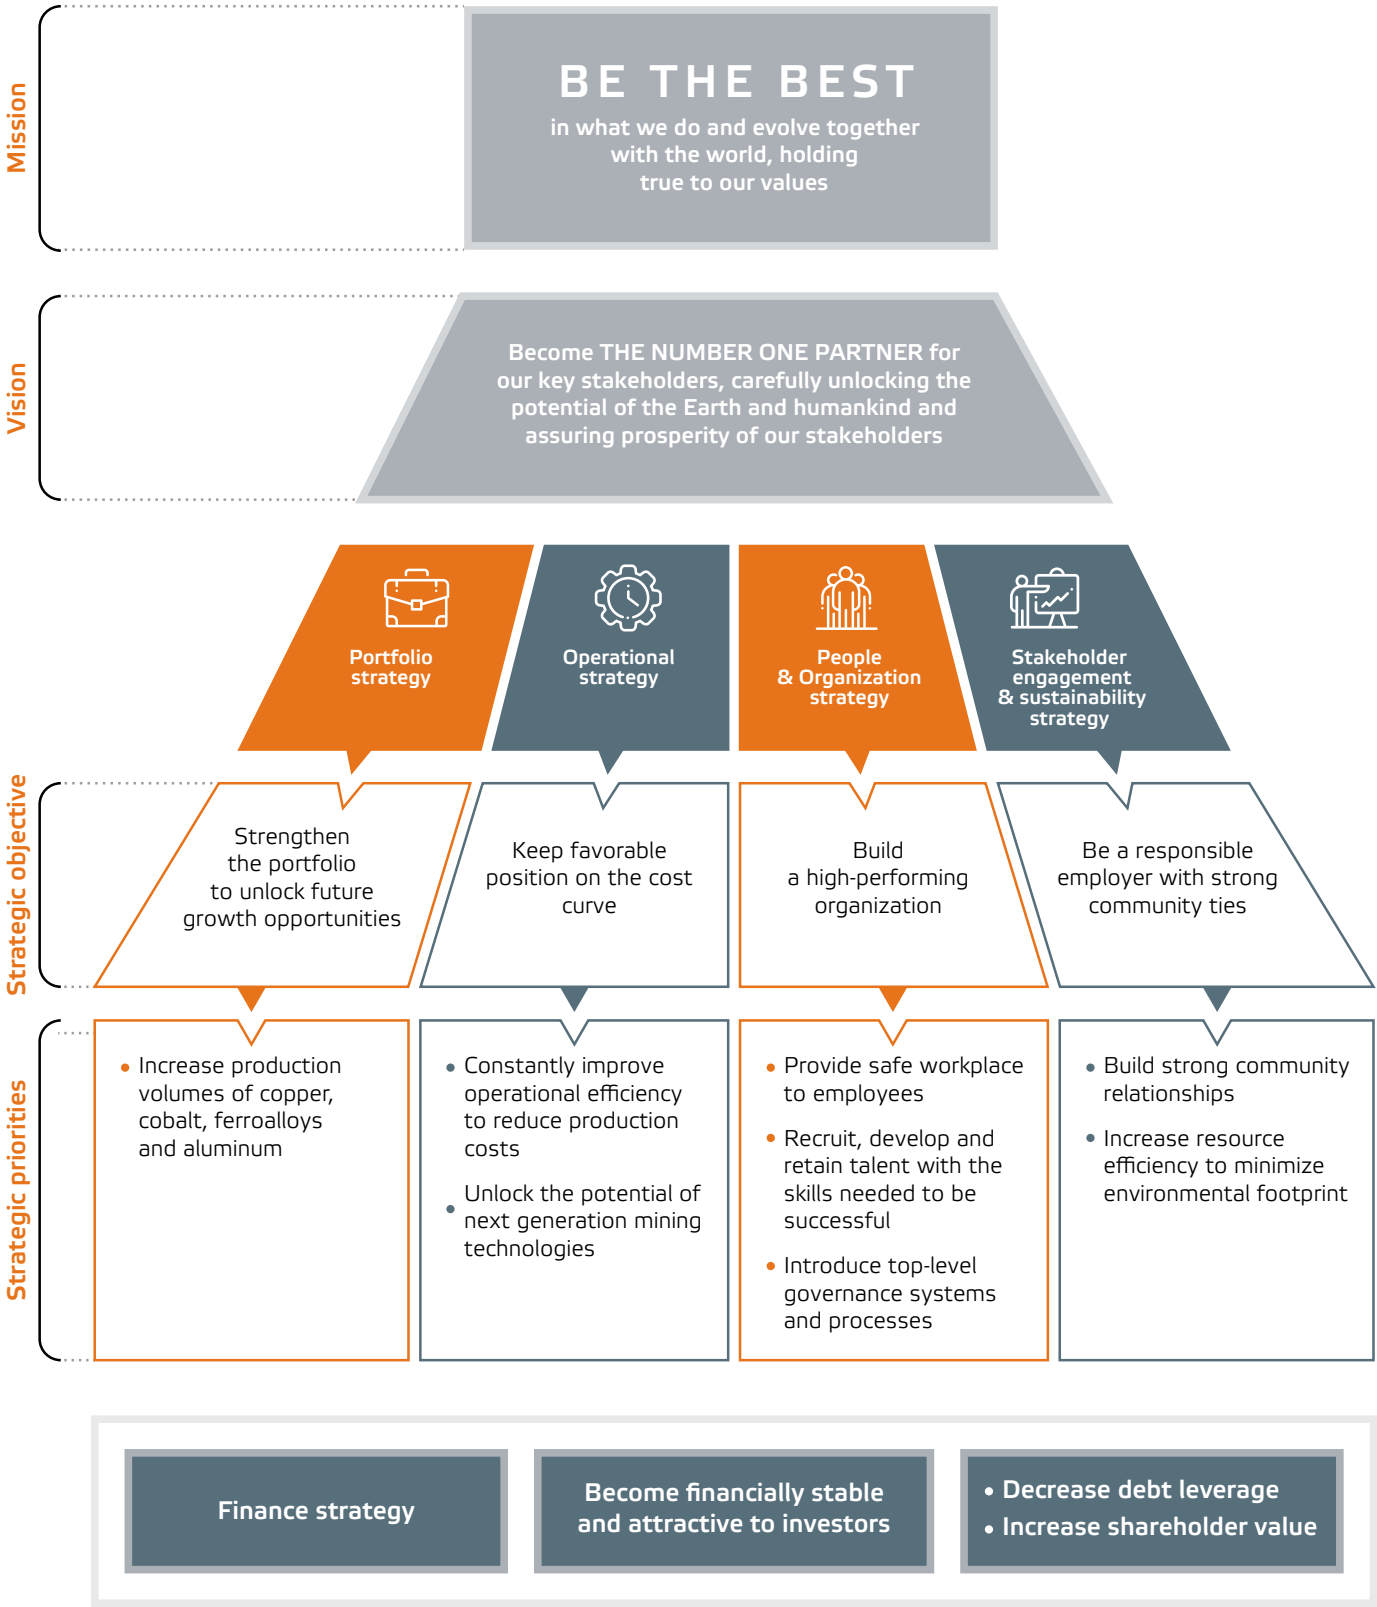 Mission
BE THE BEST
in what we do and evolve together
with the world, holding
true to our values
Vision
Become THE NUMBER ONE PARTNER for
our key stakeholders, carefully unlocking the
potential of the Earth and humankind and
assuring prosperity of our stakeholders
Portfolio
strategy
Operational
strategy
People
& Organization
strategy
Stakeholder
engagement
& sustainability
strategy
Strategic objective
Strengthen
the portfolio
to unlock future
growth opportunities
Keep favorable
position on the cost
curve
Build
a high-performing
organization
Be a responsible
employer with strong
community ties
Strategic priorities
• Increase production
volumes of copper,
cobalt, ferroalloys
and aluminum
• Constantly improve
operational efficiency
to reduce production
costs
• Unlock the potential of
next generation mining
technologies
• Provide safe workplace
to employees
• Recruit, develop and
retain talent with the
skills needed to be
successful
• Introduce top-level
governance systems
and processes
• Build strong community
relationships
• Increase resource
efficiency to minimize
environmental footprint
Finance strategy
Become financially stable
and attractive to investors
• Decrease debt leverage
• Increase shareholder value